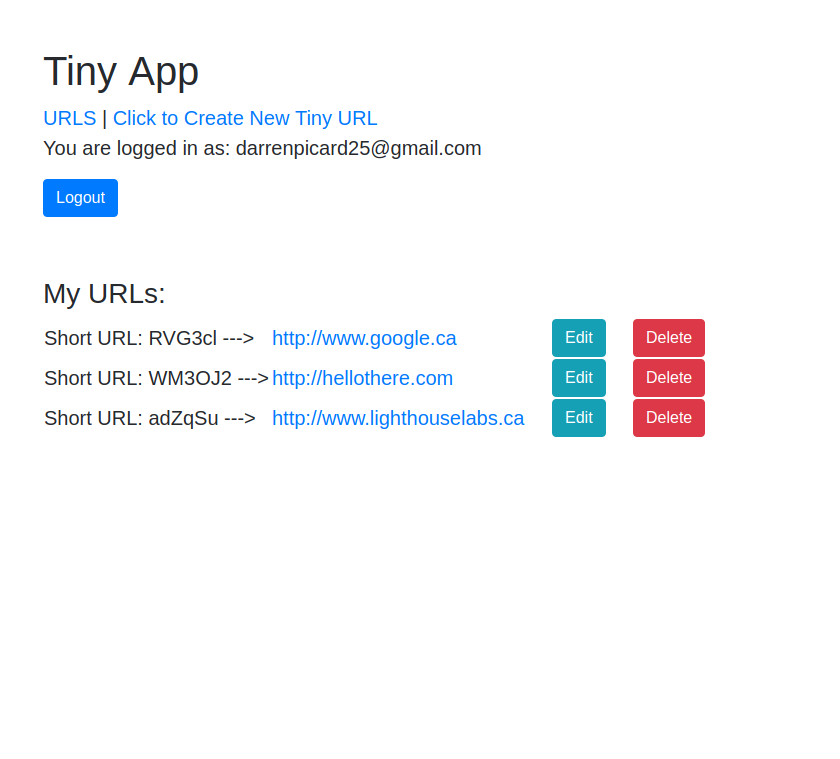 Tiny App
URLS | Click to Create New Tiny URL
You are logged in as: darrenpicard25@gmail.com
Logout
My URLs:
Short URL: RVG3cl ---> http://www.google.ca Edit Delete
Short URL: WM3OJ2 ---> http://hellothere.com Edit Delete
Short URL: adZqSu ---> http://www.lighthouselabs.ca Edit Delete